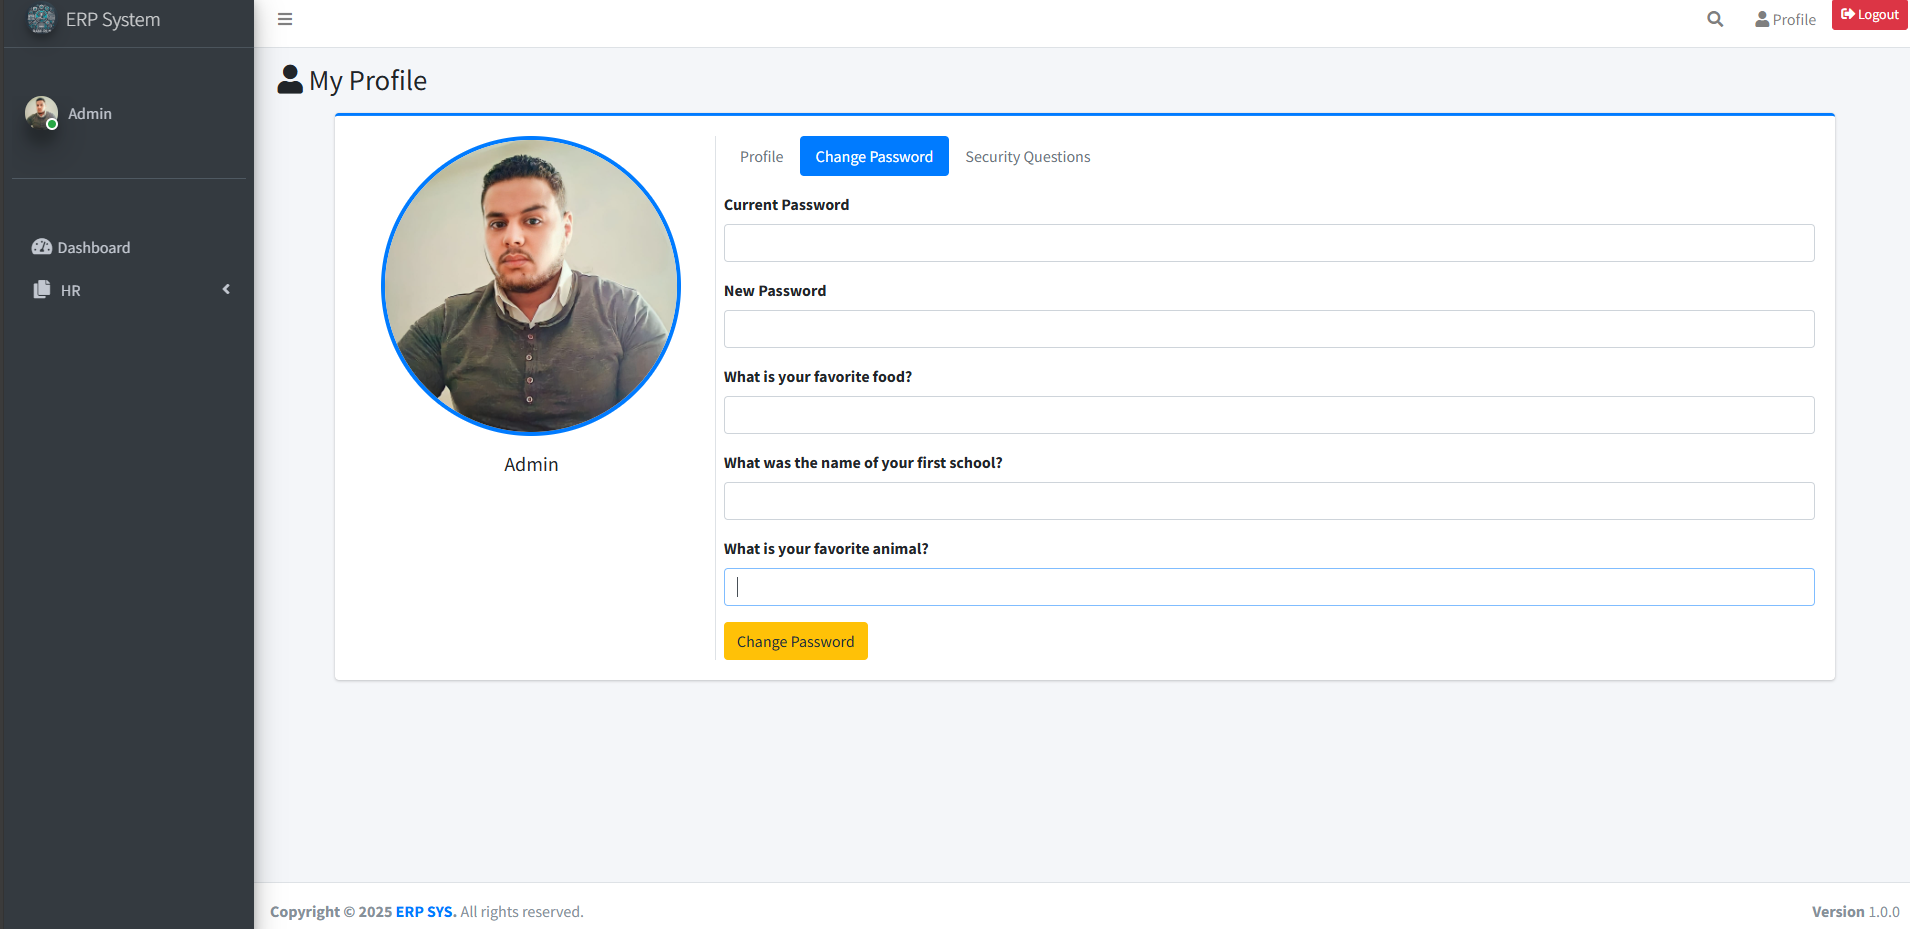 ERP System
Profile
Logout
Admin
Dashboard
HR
My Profile
Admin
Profile
Change Password
Security Questions
Current Password
New Password
What is your favorite food?
What was the name of your first school?
What is your favorite animal?
Change Password
Copyright © 2025 ERP SYS. All rights reserved.
Version 1.0.0